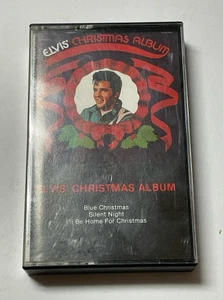 ELVIS' CHRISTMAS ALBUM
ELVIS' CHRISTMAS ALBUM
Blue Christmas
Silent Night
I'll Be Home For Christmas